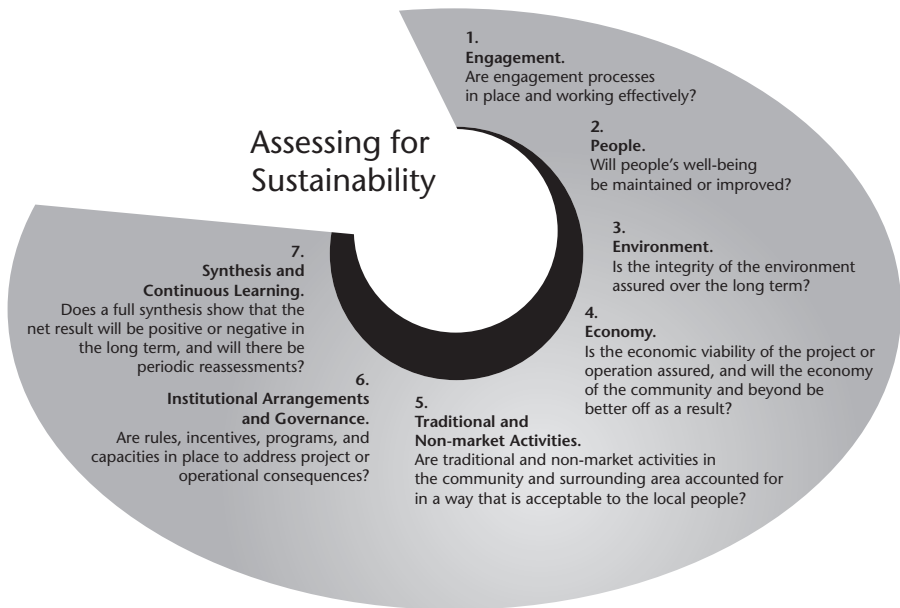 Assessing for
Sustainability
1.
Engagement.
Are engagement processes
in place and working effectively?
2.
People.
Will people’s well-being
be maintained or improved?
3.
Environment.
Is the integrity of the environment
assured over the long term?
4.
Economy.
Is the economic viability of the project or
operation assured, and will the economy
of the community and beyond be
better off as a result?
5.
Traditional and
Non-market Activities.
Are traditional and non-market activities in
the community and surrounding area accounted for
in a way that is acceptable to the local people?
6.
Institutional Arrangements
and Governance.
Are rules, incentives, programs, and
capacities in place to address project or
operational consequences?
7.
Synthesis and
Continuous Learning.
Does a full synthesis show that the
net result will be positive or negative in
the long term, and will there be
periodic reassessments?